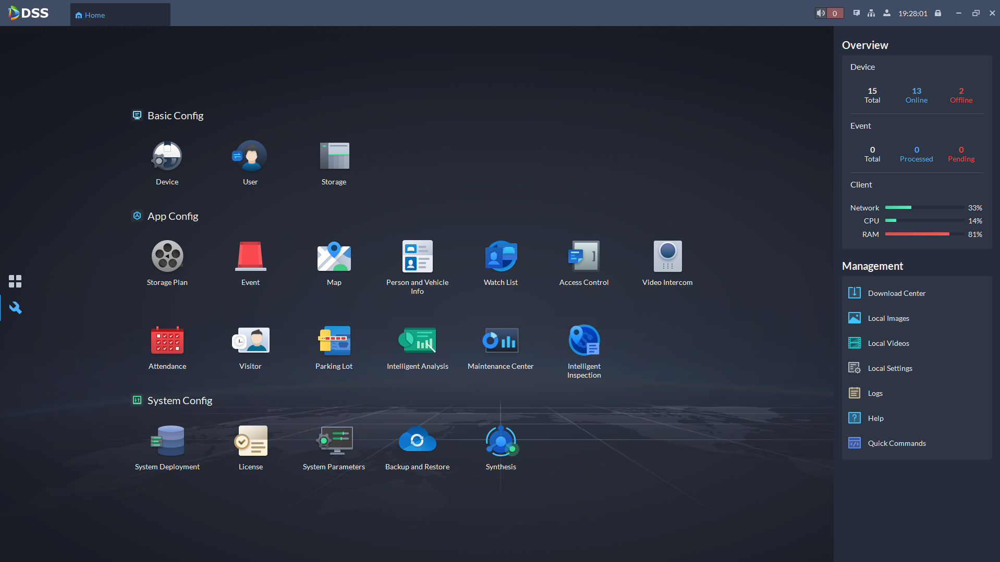 DSS
Home
0
19:28:01
Basic Config
Device
User
Storage
App Config
Storage Plan
Event
Map
Person and Vehicle
Info
Watch List
Access Control
Video Intercom
Attendance
Visitor
Parking Lot
Intelligent Analysis
Maintenance Center
Intelligent
Inspection
System Config
System Deployment
License
System Parameters
Backup and Restore
Synthesis
Overview
Device
15 13 2
Total Online Offline
Event
0 0 0
Total Processed Pending
Client
Network 33%
CPU 14%
RAM 81%
Management
Download Center
Local Images
Local Videos
Local Settings
Logs
Help
Quick Commands